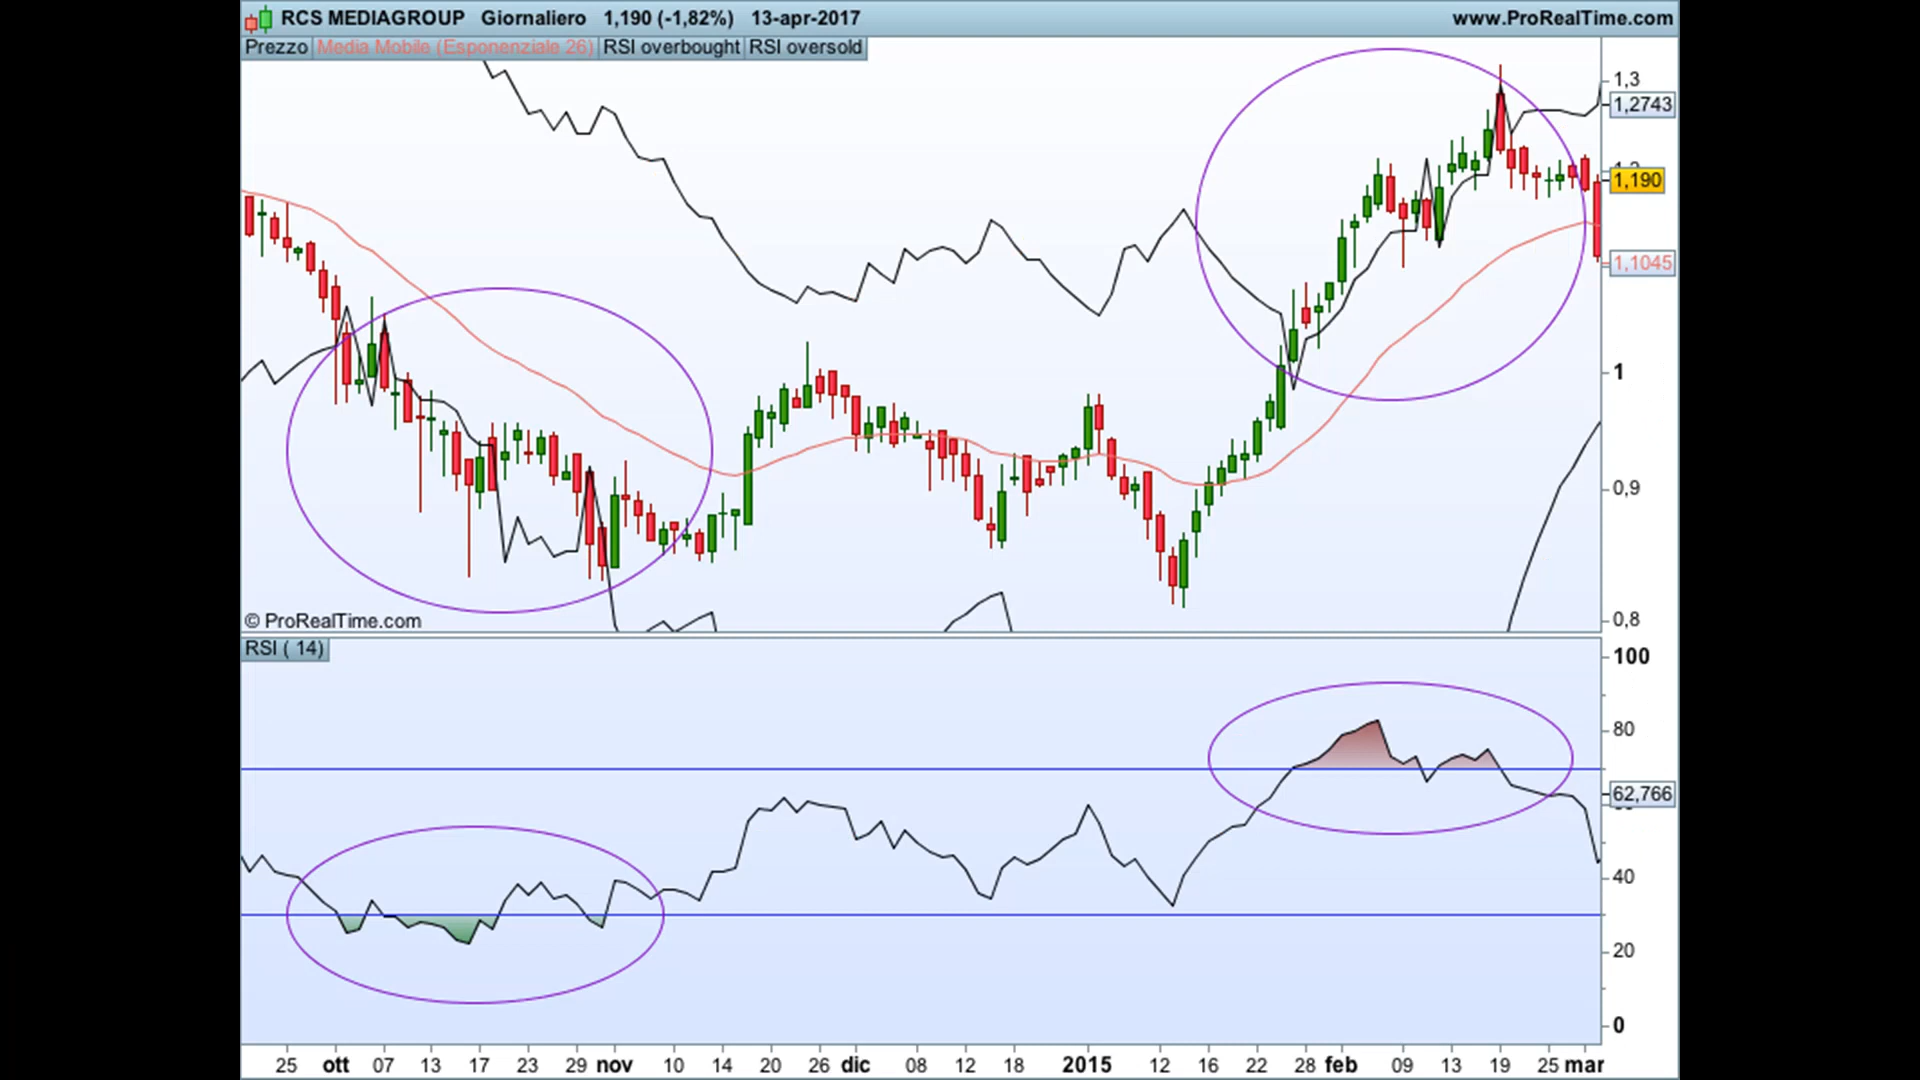 RCS MEDIAGROUP Giornaliero 1,190 (-1,82%) 13-apr-2017 www.ProRealTime.com
Prezzo Media Mobile (Esponenziale 26) RSI overbought RSI oversold
1,3
1,2743
1,190
1,1045
1
0,9
0,8
© ProRealTime.com
RSI ( 14)
100
80
62,766
40
20
0
25 ott 07 13 17 23 29 nov 10 14 20 26 dic 08 12 18 2015 12 16 22 28 feb 09 13 19 25 mar